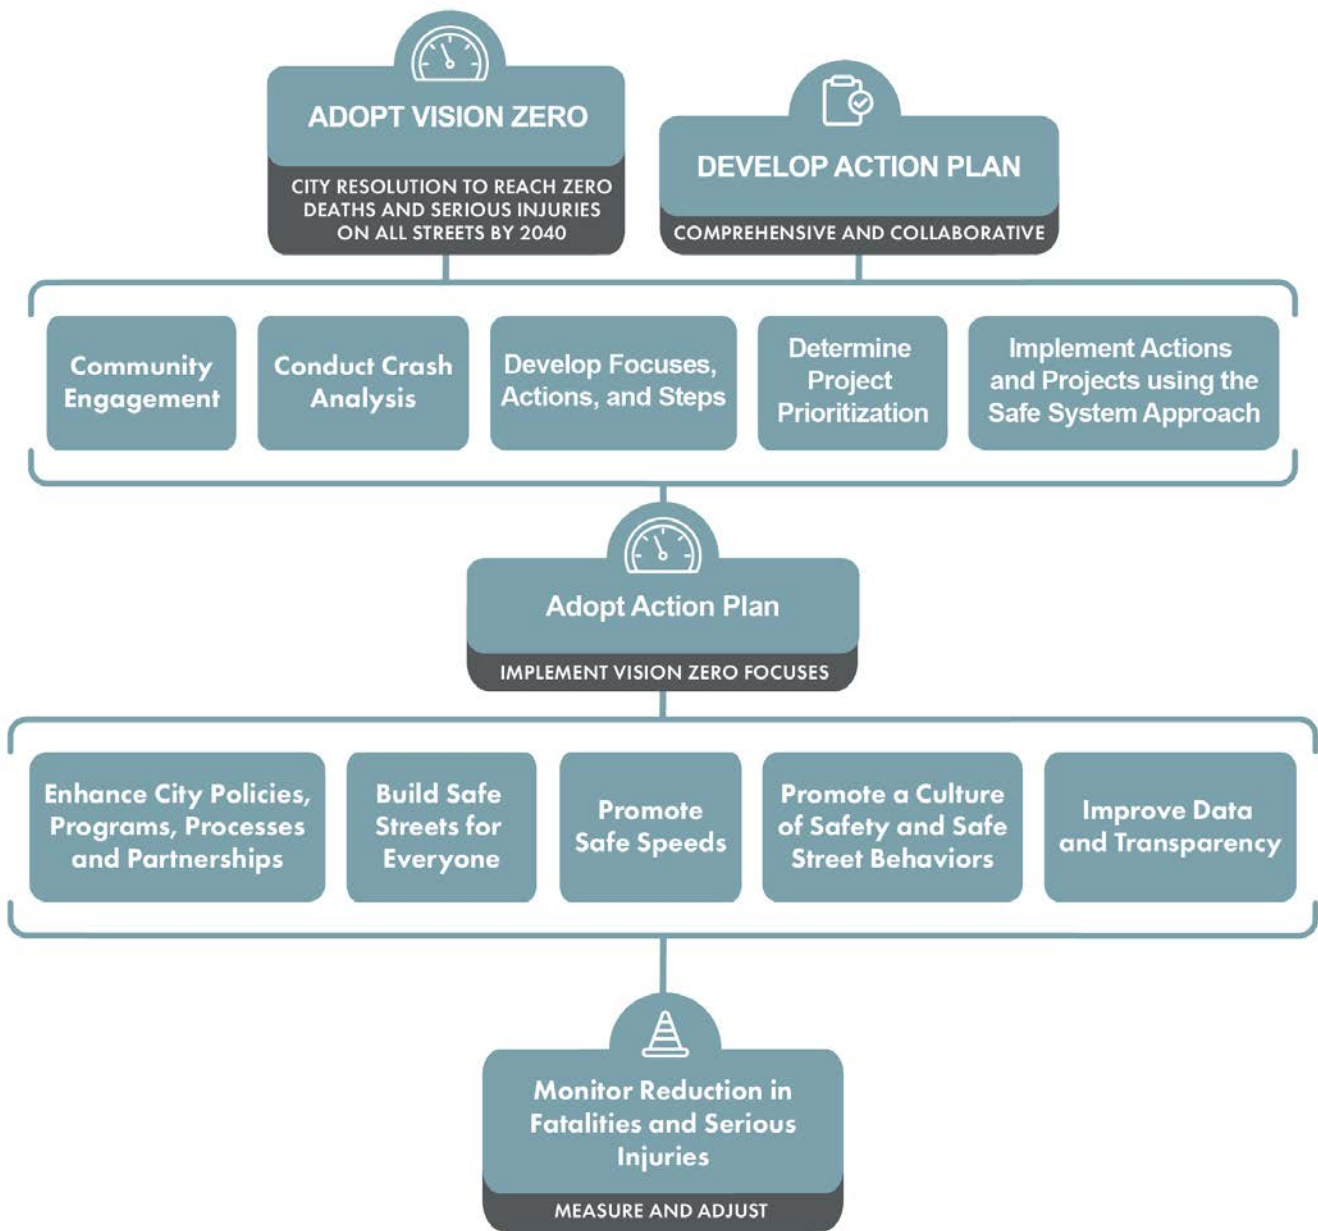 ADOPT VISION ZERO
CITY RESOLUTION TO REACH ZERO
DEATHS AND SERIOUS INJURIES
ON ALL STREETS BY 2040
DEVELOP ACTION PLAN
COMPREHENSIVE AND COLLABORATIVE
Community
Engagement
Conduct Crash
Analysis
Develop Focuses,
Actions, and Steps
Determine
Project
Prioritization
Implement Actions
and Projects using the
Safe System Approach
Adopt Action Plan
IMPLEMENT VISION ZERO FOCUSES
Enhance City Policies,
Programs, Processes
and Partnerships
Build Safe
Streets for
Everyone
Promote
Safe Speeds
Promote a Culture
of Safety and Safe
Street Behaviors
Improve Data
and Transparency
Monitor Reduction in
Fatalities and Serious
Injuries
MEASURE AND ADJUST